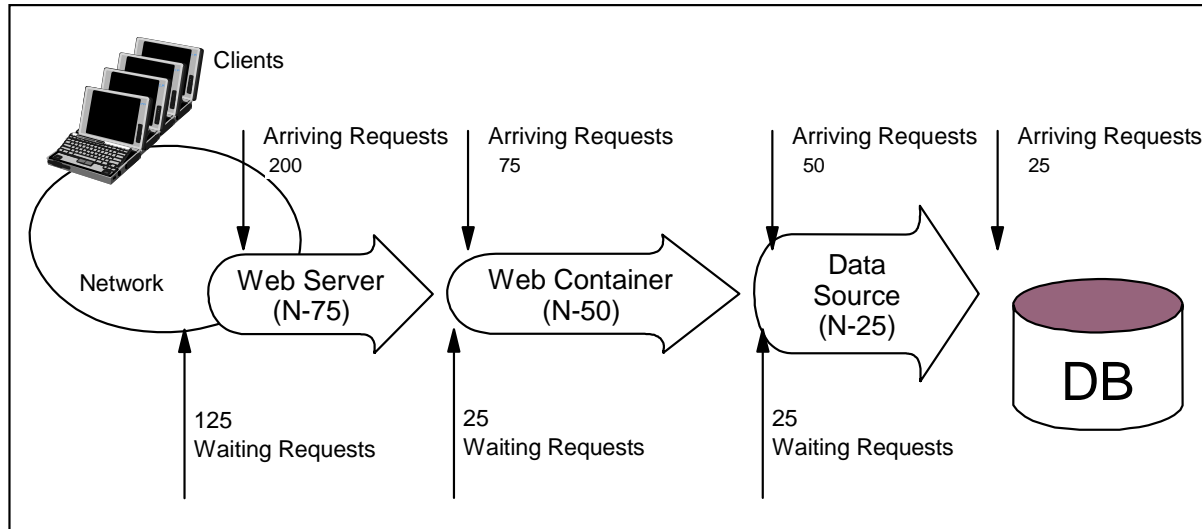 Clients
Arriving Requests
200
Arriving Requests
75
Arriving Requests
50
Arriving Requests
25
Network
Web Server
(N-75)
Web Container
(N-50)
Data
Source
(N-25)
DB
125
Waiting Requests
25
Waiting Requests
25
Waiting Requests